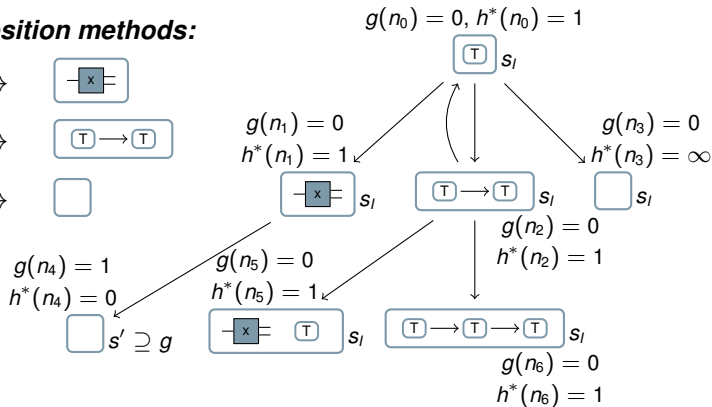 sition methods:
g(n₀) = 0, h*(n₀) = 1
T s_I
x
T T
g(n₁) = 0
h*(n₁) = 1
x s_I
T T s_I
g(n₃) = 0
h*(n₃) = ∞
s_I
g(n₂) = 0
h*(n₂) = 1
g(n₄) = 1
h*(n₄) = 0
s′ ⊇ g
g(n₅) = 0
h*(n₅) = 1
x T s_I
T T T s_I
g(n₆) = 0
h*(n₆) = 1